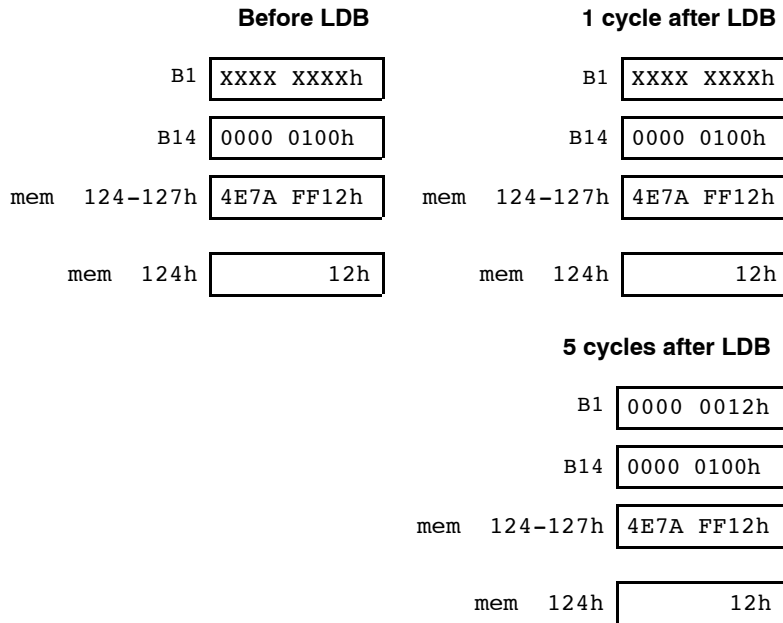 Before LDB 1 cycle after LDB
B1 XXXX XXXXh B1 XXXX XXXXh
B14 0000 0100h B14 0000 0100h
mem 124-127h 4E7A FF12h mem 124-127h 4E7A FF12h
mem 124h 12h mem 124h 12h
5 cycles after LDB
B1 0000 0012h
B14 0000 0100h
mem 124-127h 4E7A FF12h
mem 124h 12h